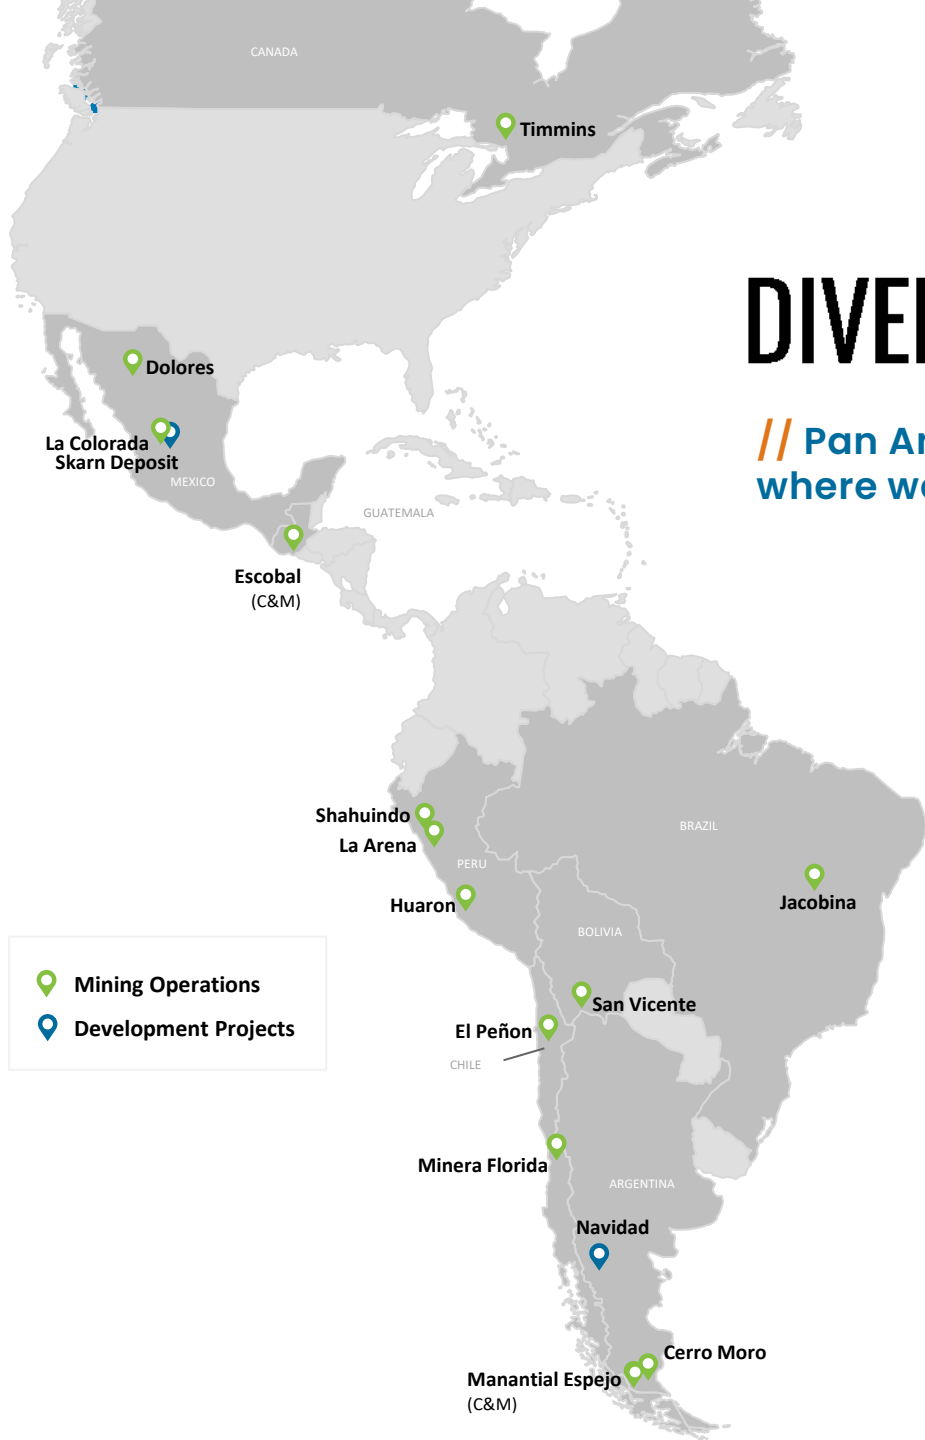 CANADA
Timmins
DIVE
// Pan A
where w
Dolores
La Colorada
Skarn Deposit
MEXICO
GUATEMALA
Escobal
(C&M)
Shahuindo
La Arena
PERU
BRAZIL
Huaron
Jacobina
BOLIVIA
Mining Operations
Development Projects
San Vicente
El Peñon
CHILE
Minera Florida
ARGENTINA
Navidad
Cerro Moro
Manantial Espejo
(C&M)